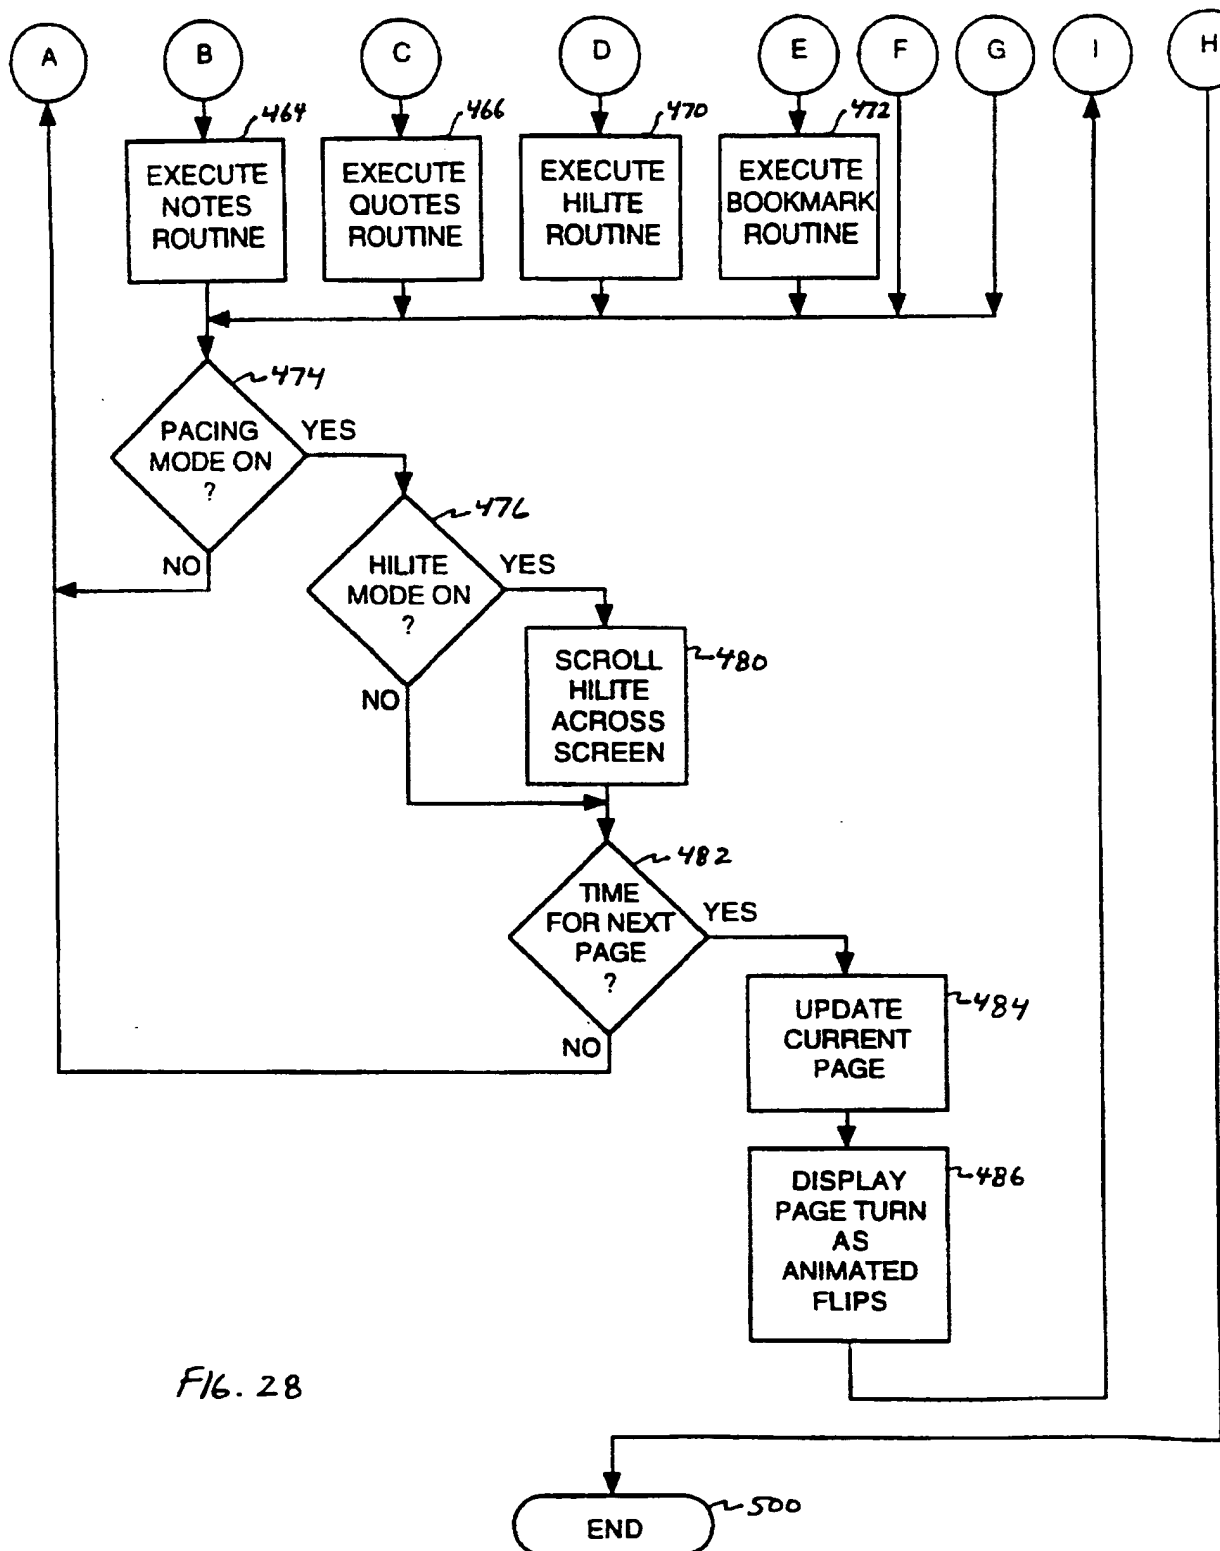 A B C D E F G I H
464 466 470 472
EXECUTE
NOTES
ROUTINE
EXECUTE
QUOTES
ROUTINE
EXECUTE
HILITE
ROUTINE
EXECUTE
BOOKMARK
ROUTINE
474
PACING
MODE ON
?
YES
NO
476
HILITE
MODE ON
?
YES
NO
480
SCROLL
HILITE
ACROSS
SCREEN
482
TIME
FOR NEXT
PAGE
?
YES
NO
484
UPDATE
CURRENT
PAGE
486
DISPLAY
PAGE TURN
AS
ANIMATED
FLIPS
FIG. 28
500
END